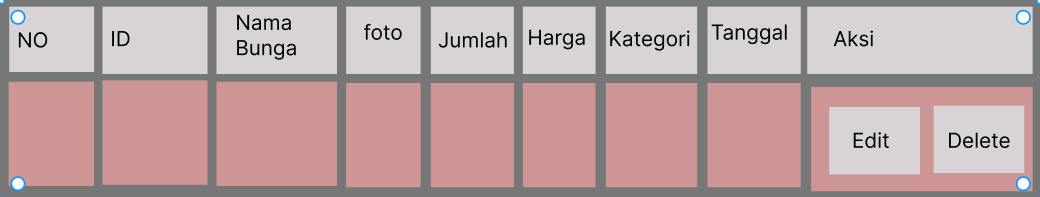 NO
ID
Nama
Bunga
foto
Jumlah
Harga
Kategori
Tanggal
Aksi
Edit
Delete